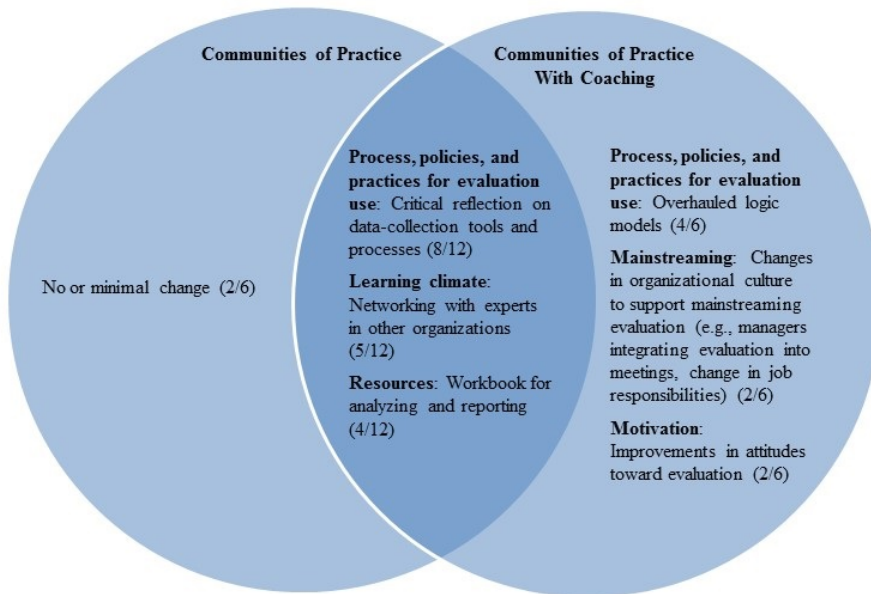 Communities of Practice
Communities of Practice
With Coaching
No or minimal change (2/6)
Process, policies, and
practices for evaluation
use: Critical reflection on
data-collection tools and
processes (8/12)
Learning climate:
Networking with experts
in other organizations
(5/12)
Resources: Workbook for
analyzing and reporting
(4/12)
Process, policies, and
practices for evaluation
use: Overhauled logic
models (4/6)
Mainstreaming: Changes
in organizational culture
to support mainstreaming
evaluation (e.g., managers
integrating evaluation into
meetings, change in job
responsibilities) (2/6)
Motivation:
Improvements in attitudes
toward evaluation (2/6)